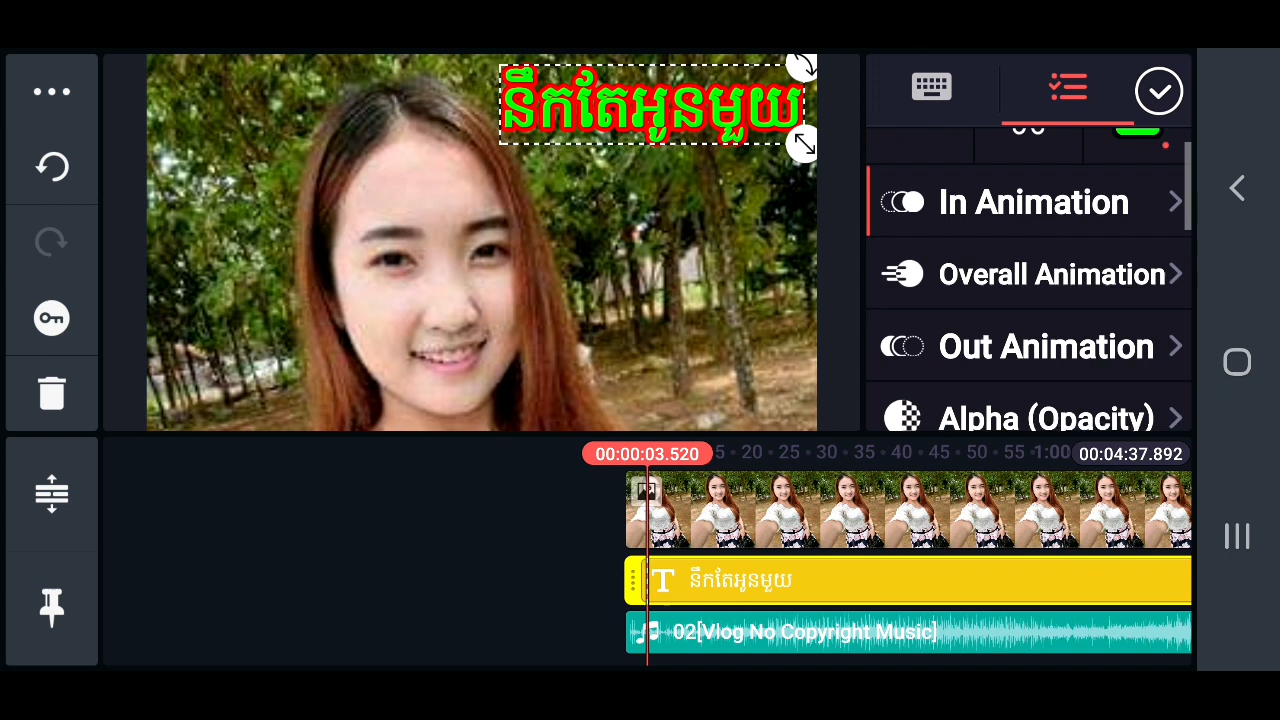 នឹកតែអូនមួយ
In Animation
Overall Animation
Out Animation
Alpha (Opacity)
00:00:03.520
5 20 25 30 35 40 45 50 55 1:00
00:04:37.892
T នឹកតែអូនមួយ
02[Vlog No Copyright Music]